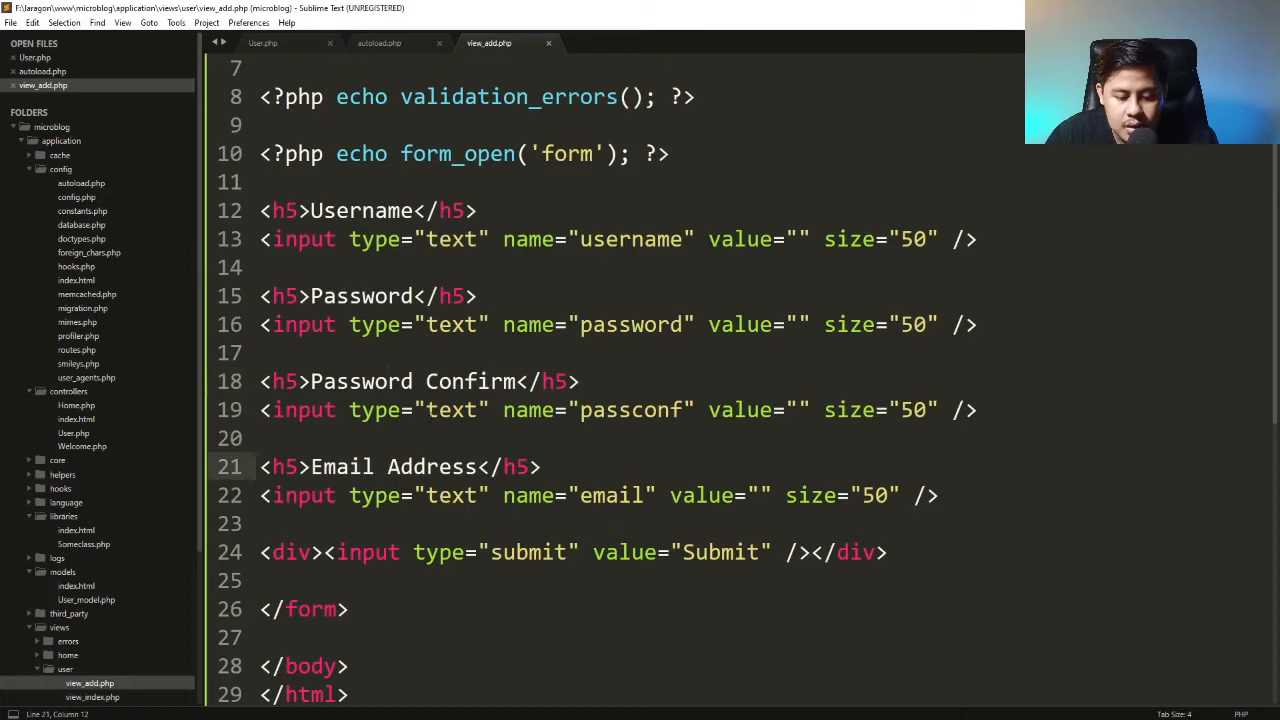 F:\laragon\www\microblog\application\views\user\view_add.php (microblog) - Sublime Text (UNREGISTERED)
File Edit Selection Find View Goto Tools Project Preferences Help
OPEN FILES
User.php
autoload.php
view_add.php
FOLDERS
microblog
application
cache
config
autoload.php
config.php
constants.php
database.php
doctypes.php
foreign_chars.php
hooks.php
index.html
memcached.php
migration.php
mimes.php
profiler.php
routes.php
smileys.php
user_agents.php
controllers
Home.php
index.html
User.php
Welcome.php
core
helpers
hooks
language
libraries
index.html
Someclass.php
logs
models
index.html
User_model.php
third_party
views
errors
home
user
view_add.php
view_index.php
User.php autoload.php view_add.php
7
8 <?php echo validation_errors(); ?>
9
10 <?php echo form_open('form'); ?>
11
12 <h5>Username</h5>
13 <input type="text" name="username" value="" size="50" />
14
15 <h5>Password</h5>
16 <input type="text" name="password" value="" size="50" />
17
18 <h5>Password Confirm</h5>
19 <input type="text" name="passconf" value="" size="50" />
20
21 <h5>Email Address</h5>
22 <input type="text" name="email" value="" size="50" />
23
24 <div><input type="submit" value="Submit" /></div>
25
26 </form>
27
28 </body>
29 </html>
Line 21, Column 12
Tab Size: 4 PHP